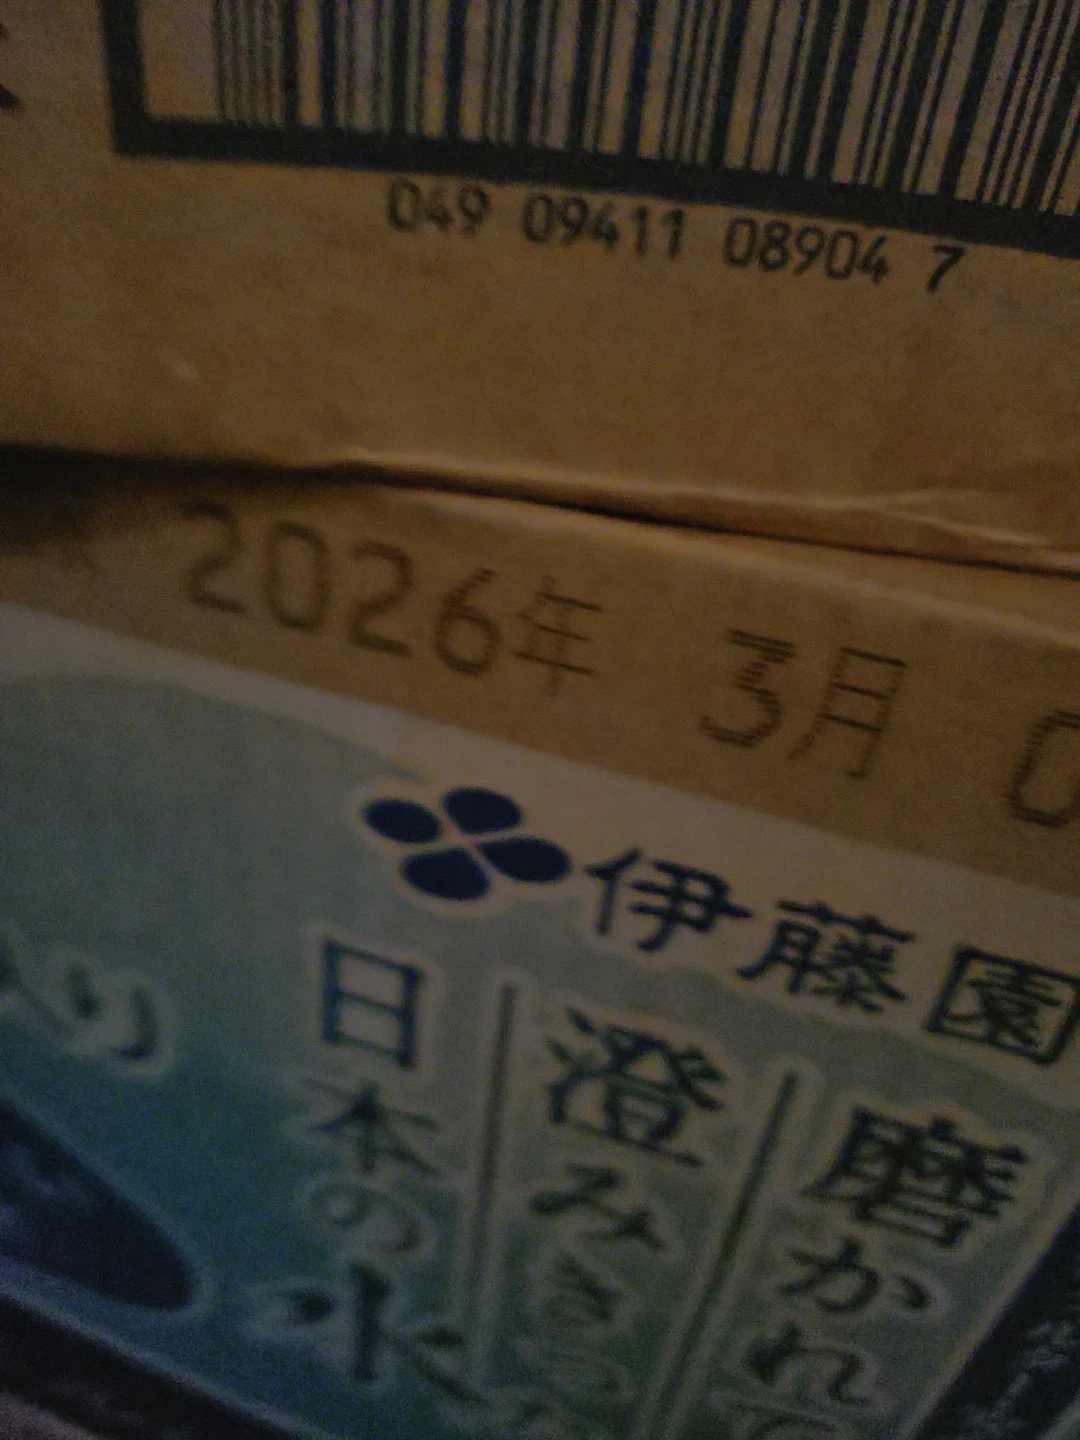 049 09411 08904 7
2026年 3月 0
伊藤園
磨かれて
澄みきった
日本の水